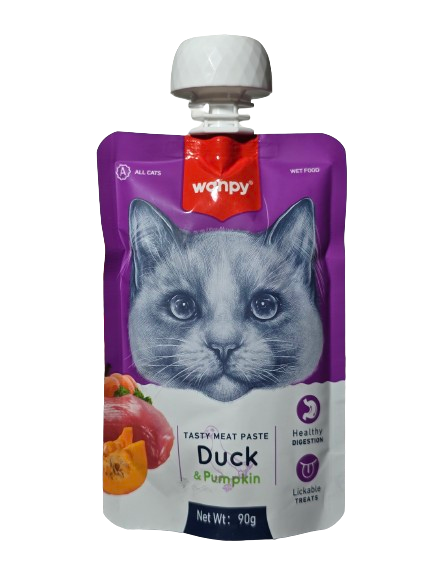 A
ALL CATS
WET FOOD
wanpy®
TASTY MEAT PASTE
Duck
& Pumpkin
Healthy
DIGESTION
Lickable
TREATS
Net Wt: 90g